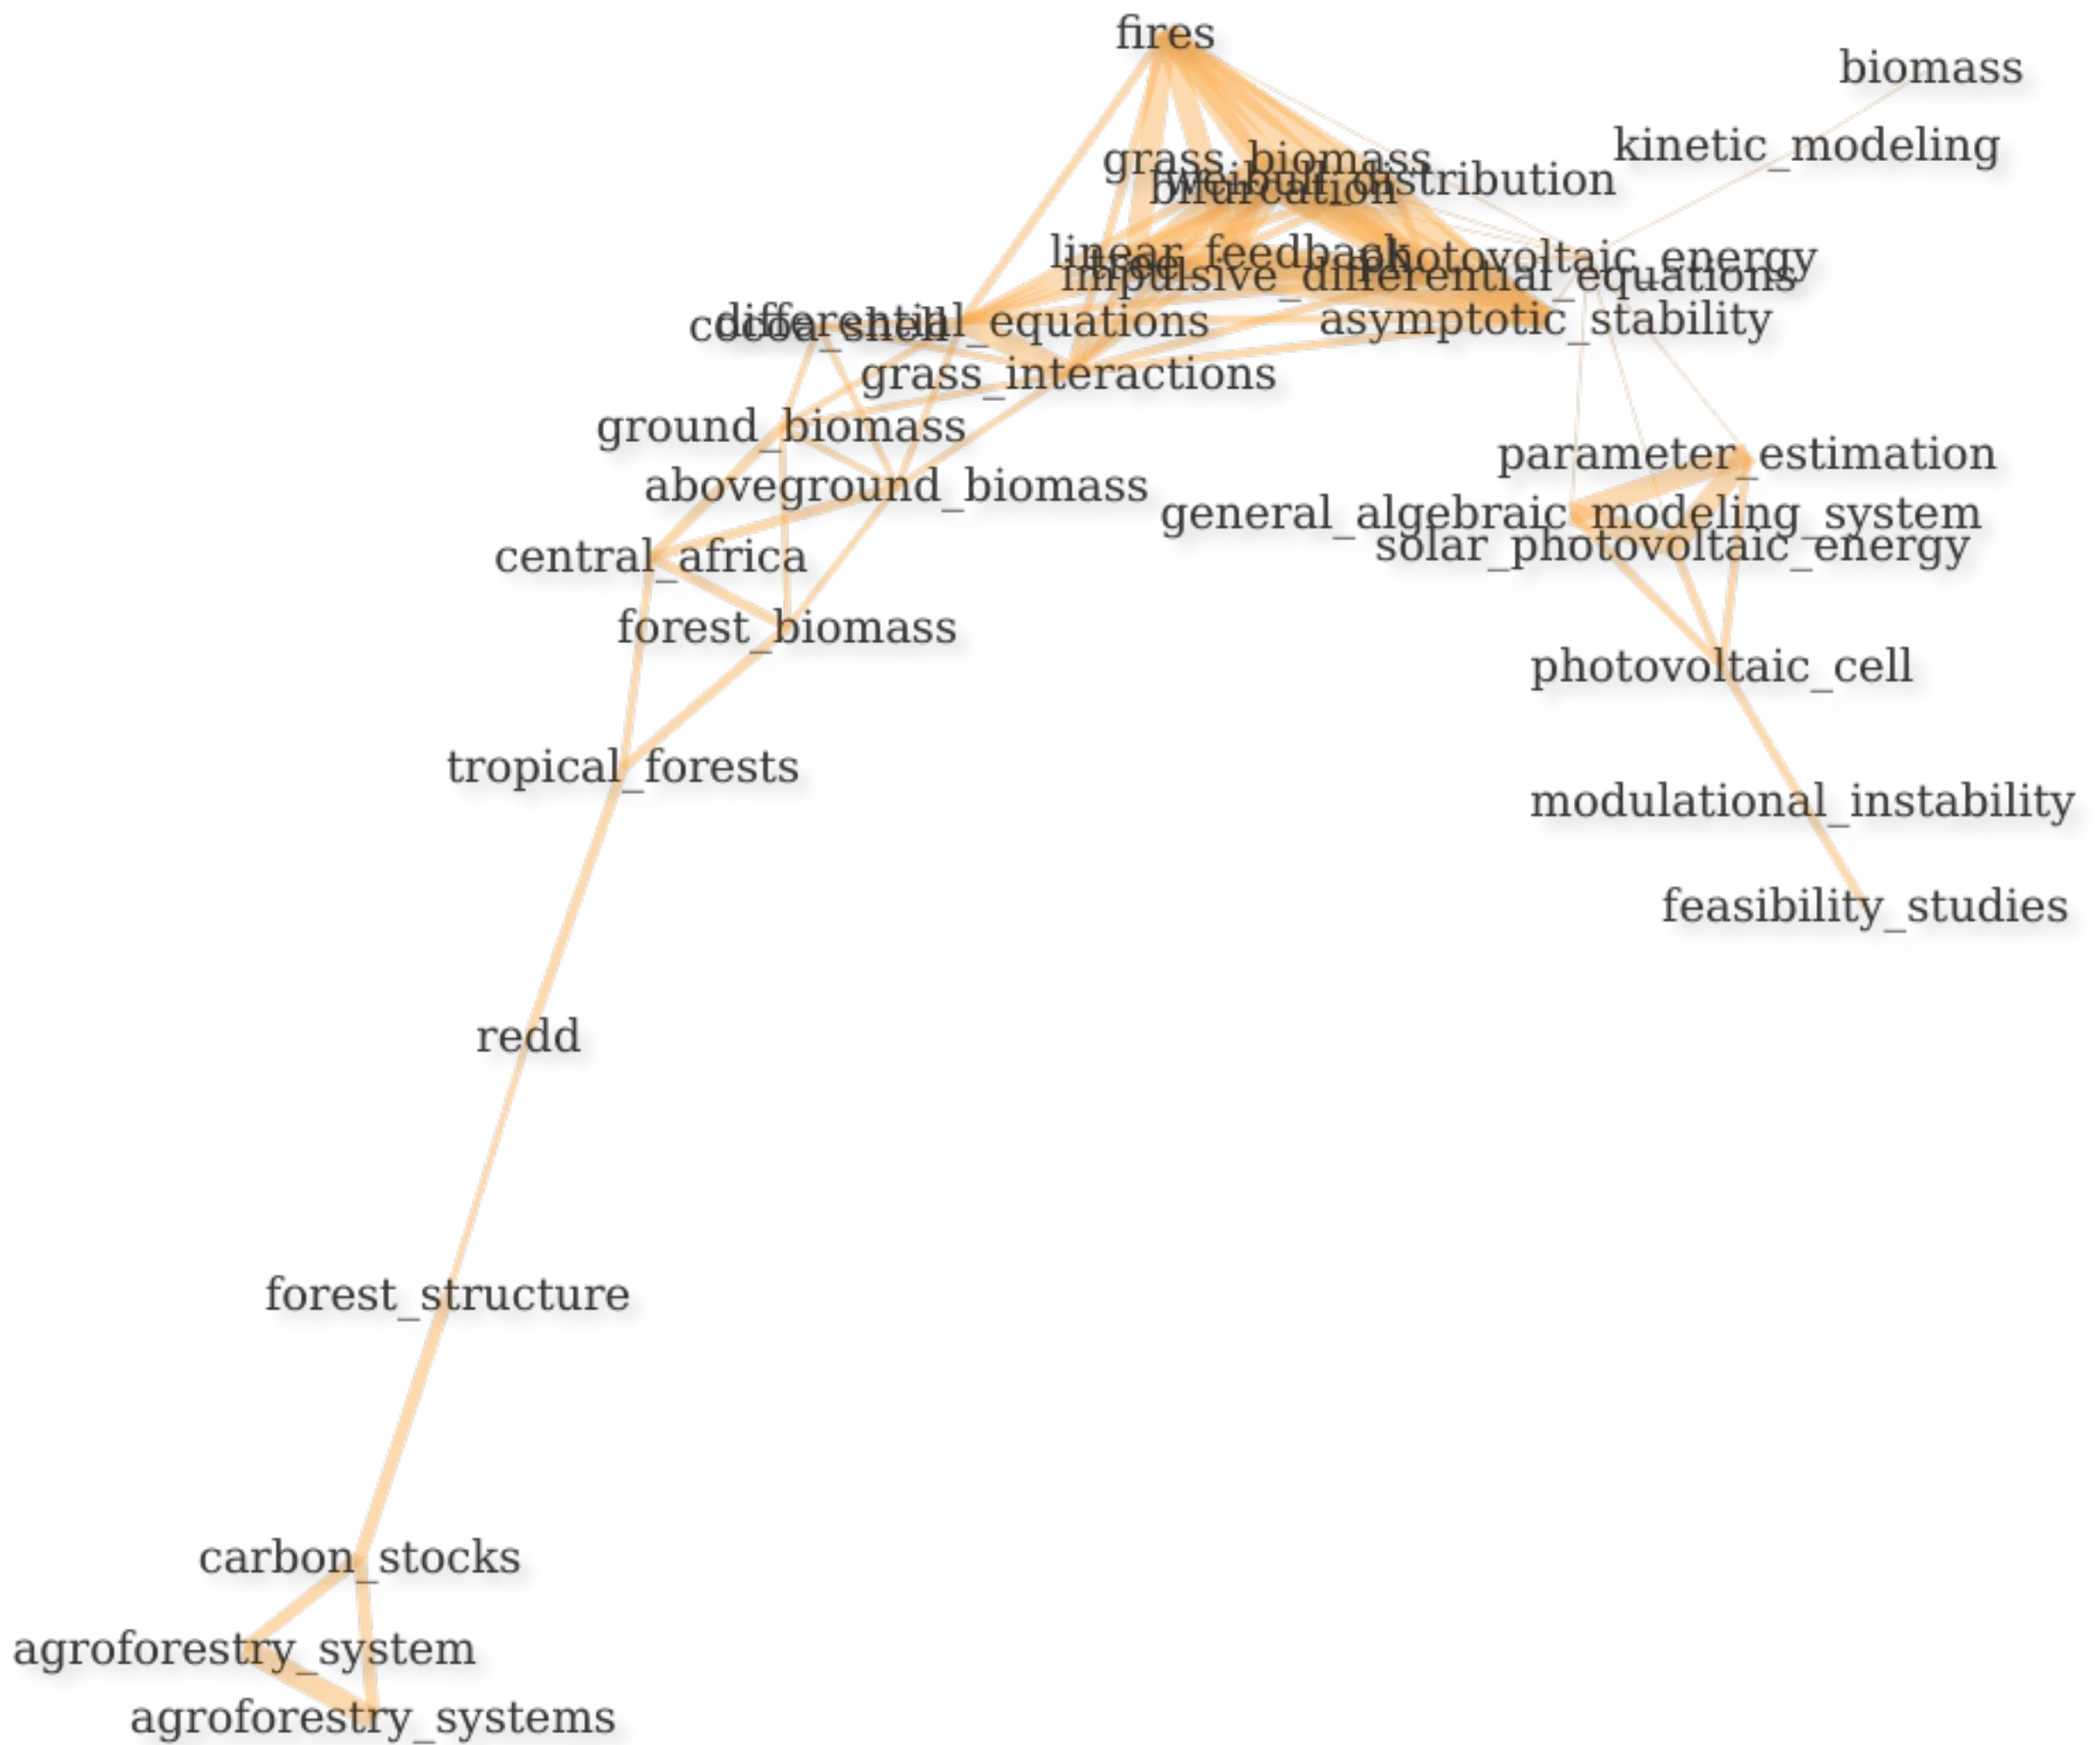 fires
biomass
kinetic_modeling
grass_biomass
weibull_distribution
bifurcation
linear_feedback
photovoltaic_energy
tree
impulsive_differential_equations
differential_equations
cocoa_shell
asymptotic_stability
grass_interactions
ground_biomass
parameter_estimation
aboveground_biomass
general_algebraic_modeling_system
solar_photovoltaic_energy
central_africa
forest_biomass
photovoltaic_cell
tropical_forests
modulational_instability
feasibility_studies
redd
forest_structure
carbon_stocks
agroforestry_system
agroforestry_systems